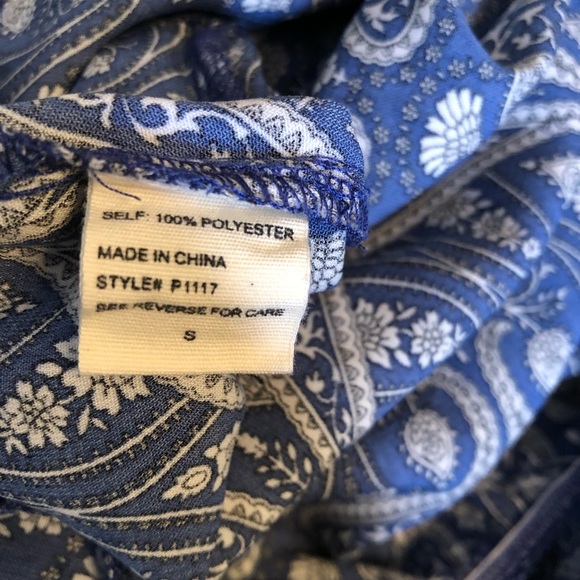 SELF: 100% POLYESTER
MADE IN CHINA
STYLE# P1117
SEE REVERSE FOR CARE
S